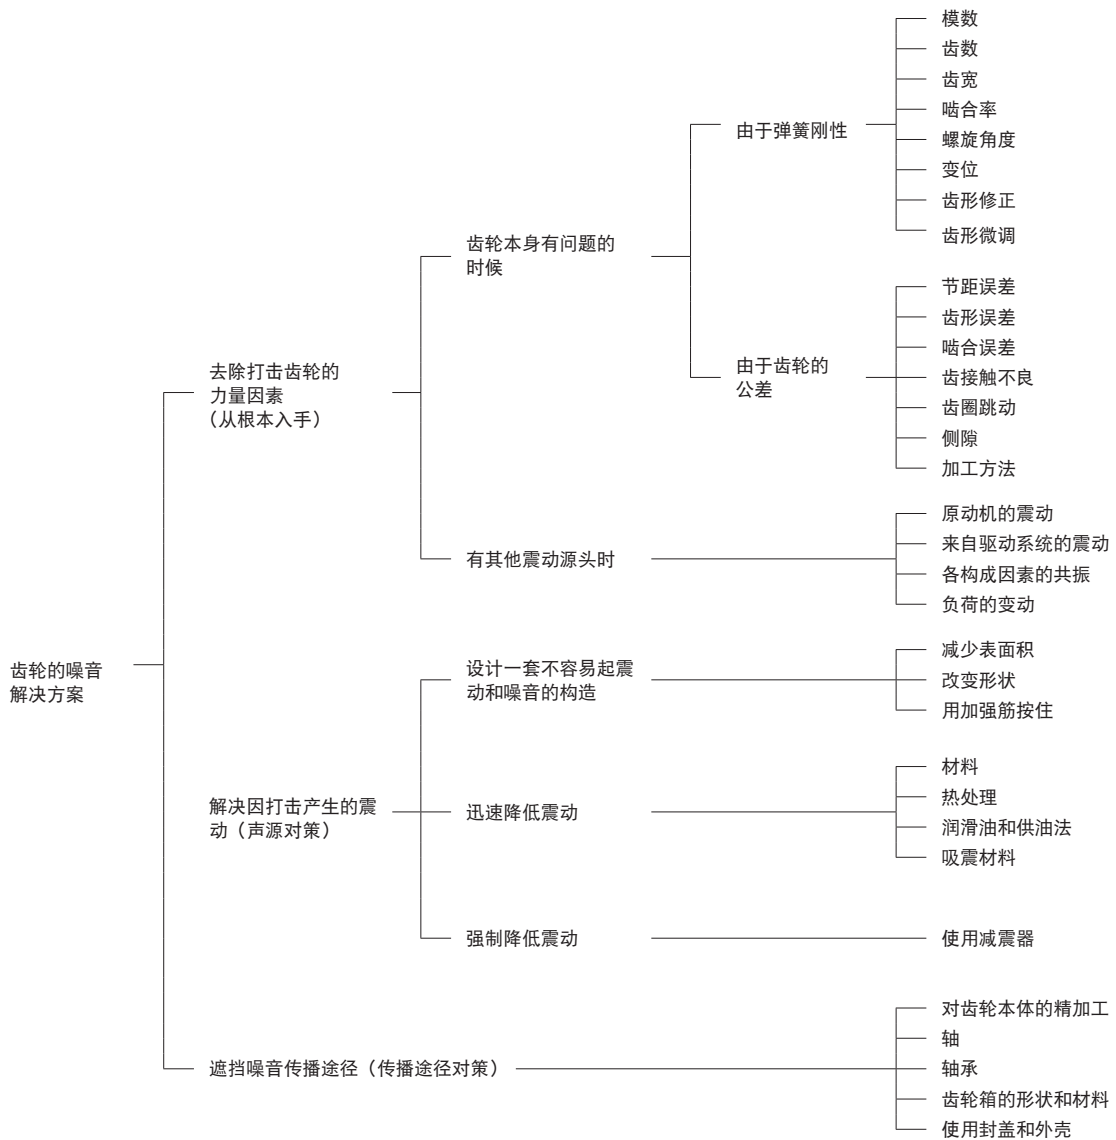 齿轮的噪音
解决方案
去除打击齿轮的
力量因素
（从根本入手）
齿轮本身有问题的
时候
由于弹簧刚性
模数
齿数
齿宽
啮合率
螺旋角度
变位
齿形修正
齿形微调
由于齿轮的
公差
节距误差
齿形误差
啮合误差
齿接触不良
齿圈跳动
侧隙
加工方法
有其他震动源头时
原动机的震动
来自驱动系统的震动
各构成因素的共振
负荷的变动
解决因打击产生的震
动（声源对策）
设计一套不容易起震
动和噪音的构造
减少表面积
改变形状
用加强筋按住
迅速降低震动
材料
热处理
润滑油和供油法
吸震材料
强制降低震动
使用减震器
遮挡噪音传播途径（传播途径对策）
对齿轮本体的精加工
轴
轴承
齿轮箱的形状和材料
使用封盖和外壳